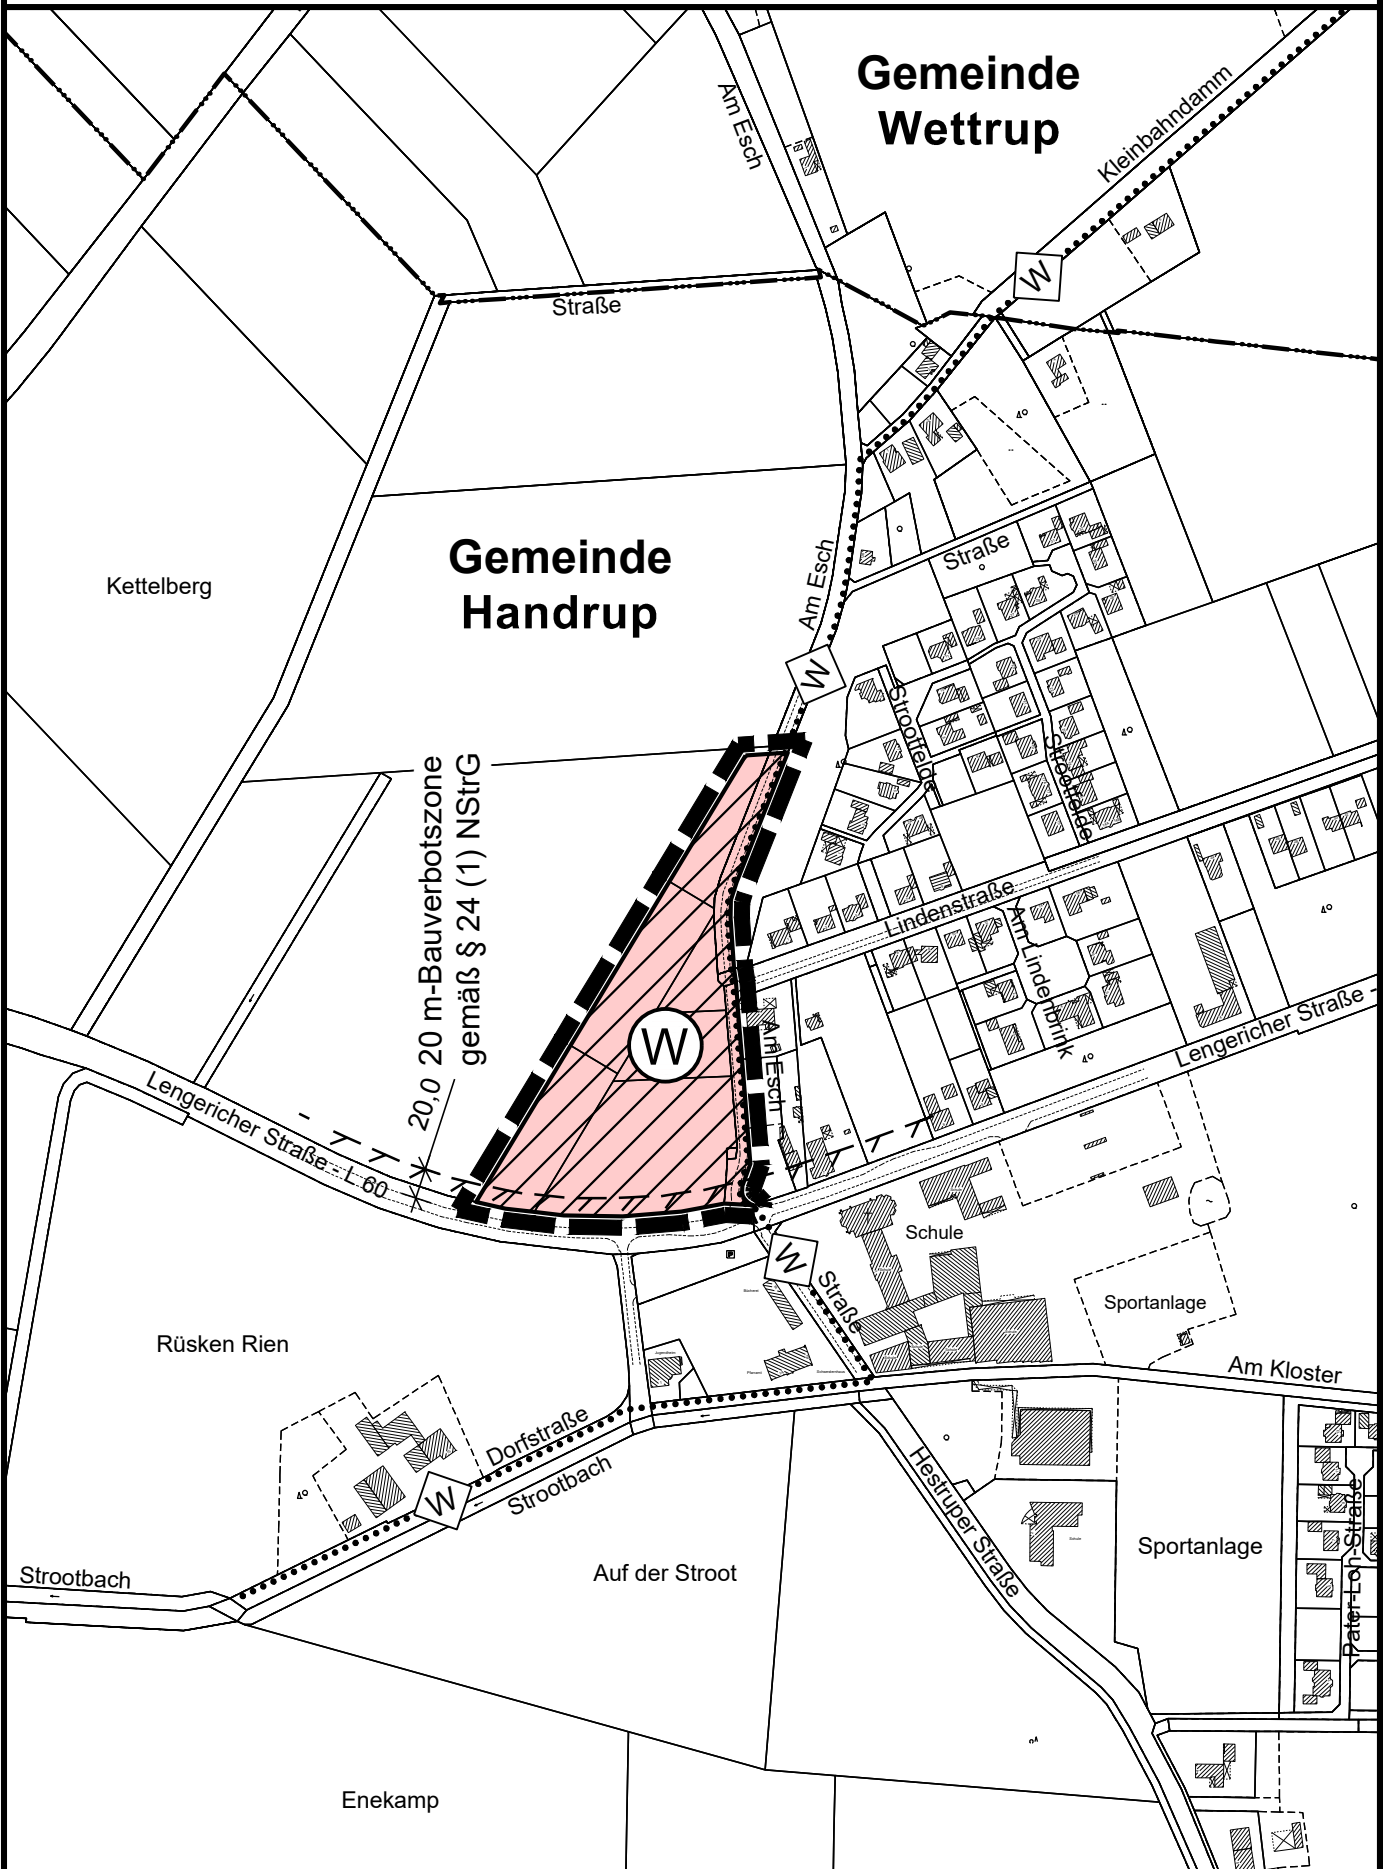 Gemeinde
Wettrup
Am Esch
Kleinbahndamm
W
Straße
Gemeinde
Handrup
Kettelberg
Am Esch
Straße
W
Strootfelde
Strootfelde
20,0 20 m-Bauverbotszone
gemäß § 24 (1) NStrG
Lindenstraße
Am Lindenbrink
W
Am Esch
Lengericher Straße -
Lengericher Straße - L 60
Schule
W
Straße
Sportanlage
Rüsken Rien
Am Kloster
Dorfstraße
Strootbach
W
Hestruper Straße
Sportanlage
Pater-Loh-Straße
Strootbach
Auf der Stroot
Enekamp